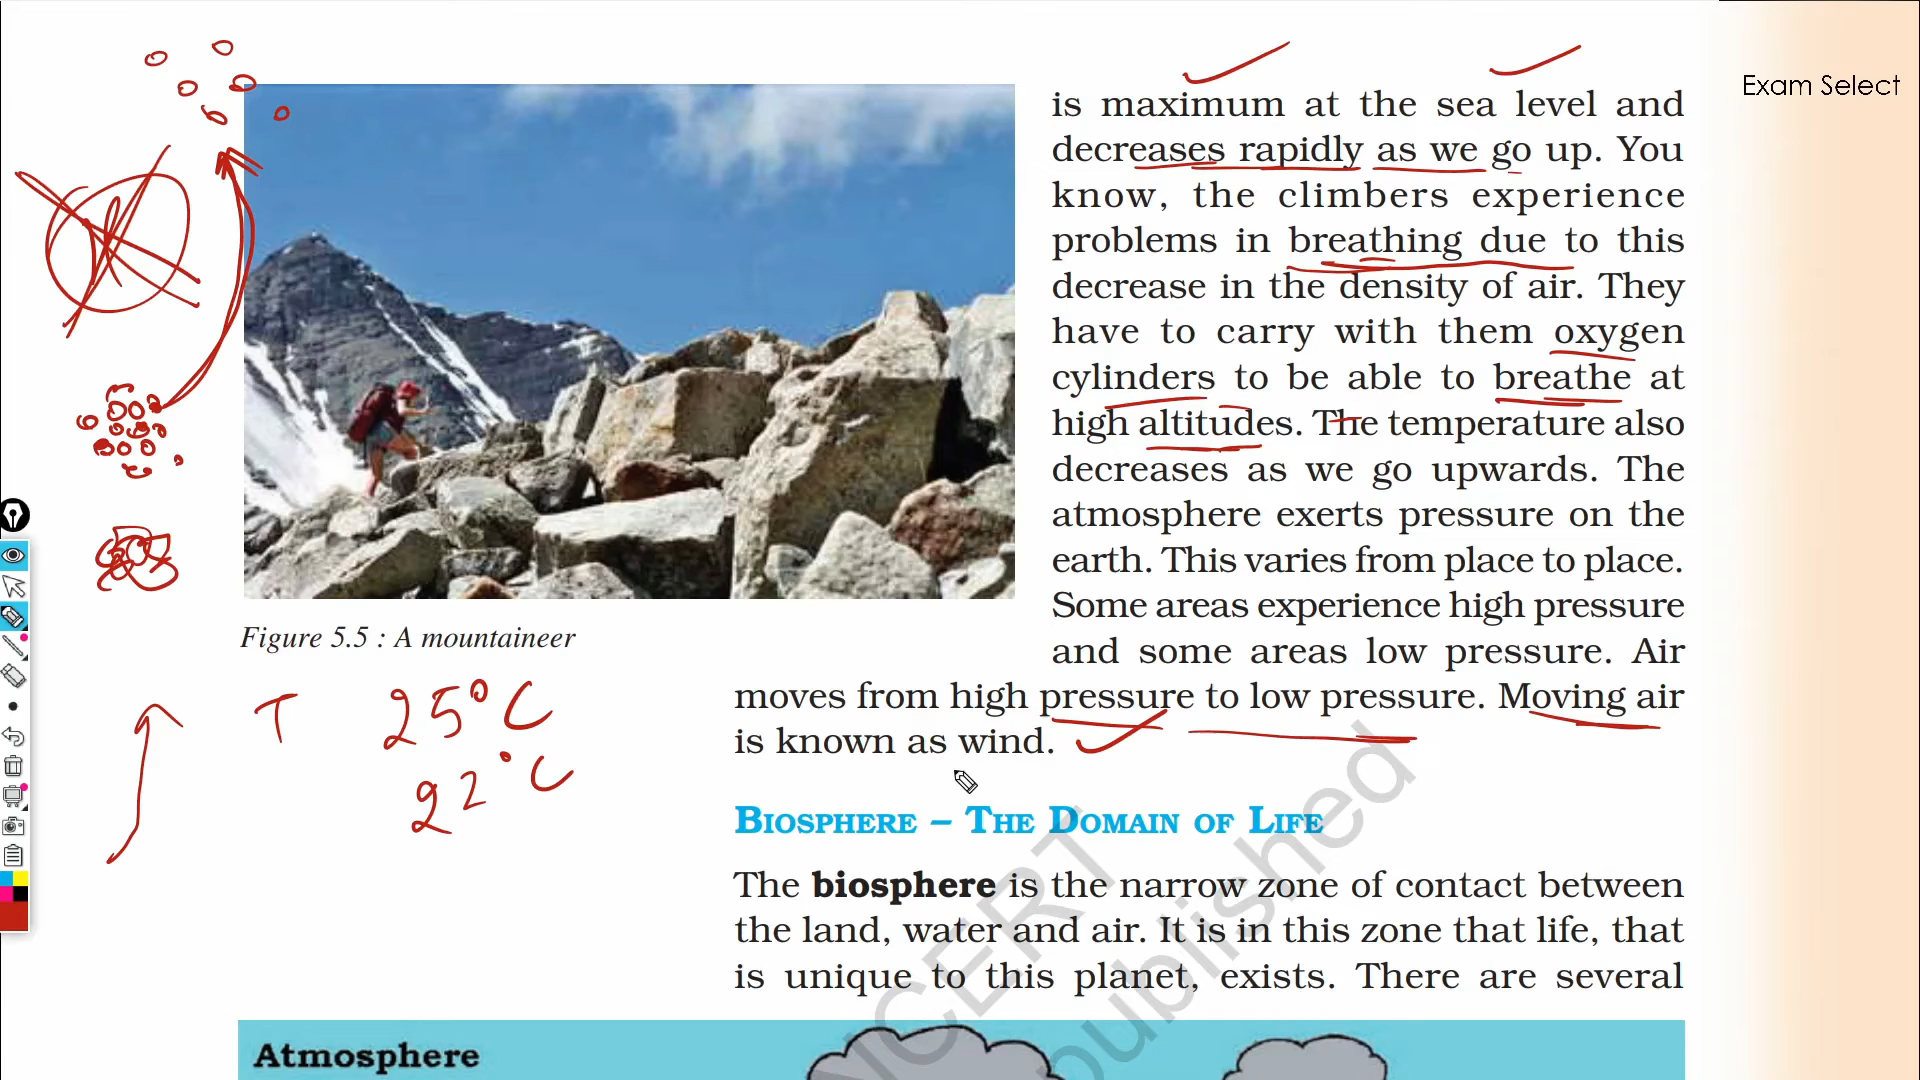 Exam Select
is maximum at the sea level and
decreases rapidly as we go up. You
know, the climbers experience
problems in breathing due to this
decrease in the density of air. They
have to carry with them oxygen
cylinders to be able to breathe at
high altitudes. The temperature also
decreases as we go upwards. The
atmosphere exerts pressure on the
earth. This varies from place to place.
Some areas experience high pressure
and some areas low pressure. Air
moves from high pressure to low pressure. Moving air
is known as wind.
Figure 5.5 : A mountaineer
T 25°C
22°C
BIOSPHERE – THE DOMAIN OF LIFE
The biosphere is the narrow zone of contact between
the land, water and air. It is in this zone that life, that
is unique to this planet, exists. There are several
NCERT
published
Atmosphere